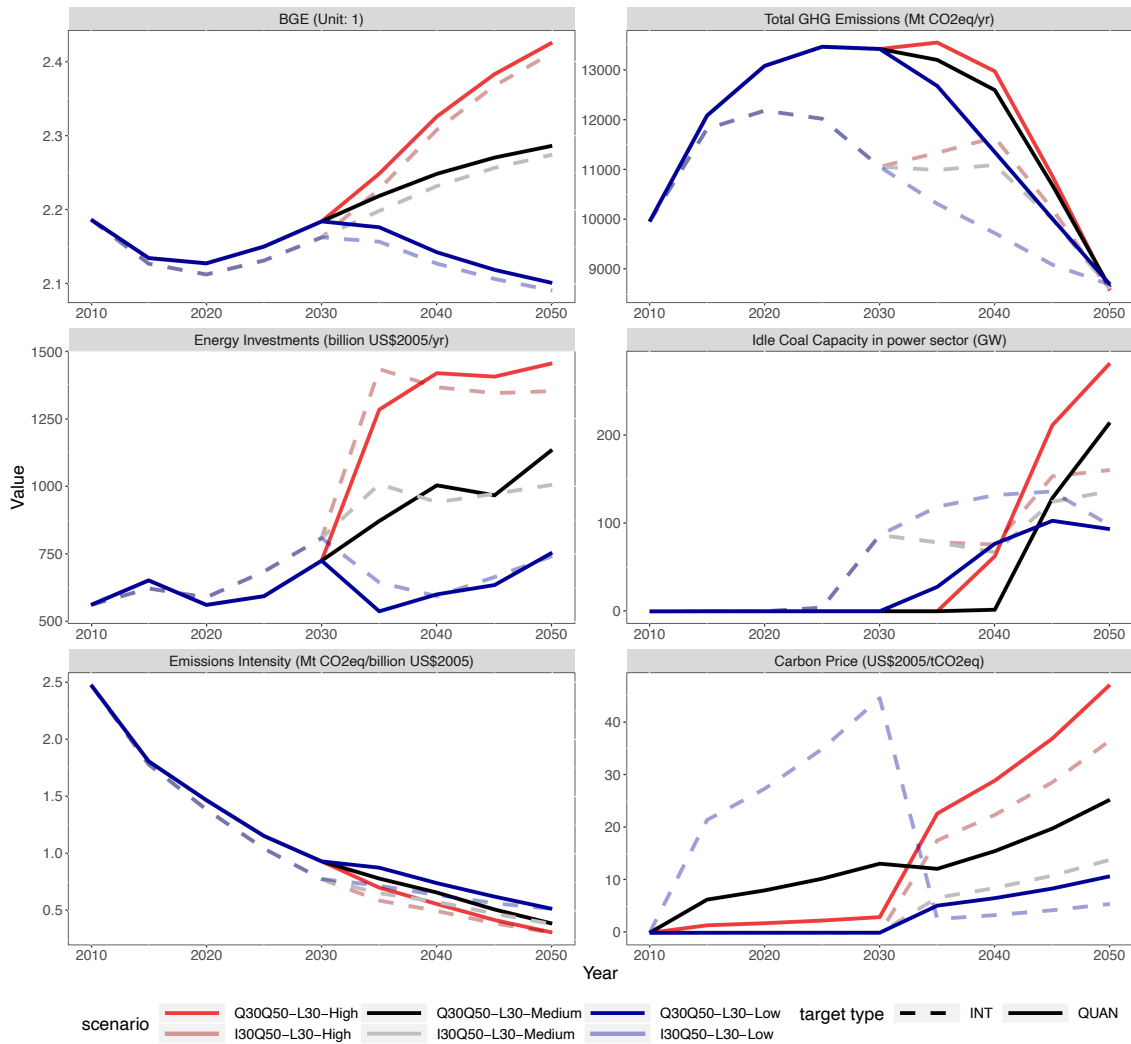 BGE (Unit: 1)
Total GHG Emissions (Mt CO2eq/yr)
2.4
2.3
2.2
2.1
13000
12000
11000
10000
9000
2010 2020 2030 2040 2050
2010 2020 2030 2040 2050
Energy Investments (billion US$2005/yr)
Idle Coal Capacity in power sector (GW)
Value
1500
1250
1000
750
500
200
100
0
2010 2020 2030 2040 2050
2010 2020 2030 2040 2050
Emissions Intensity (Mt CO2eq/billion US$2005)
Carbon Price (US$2005/tCO2eq)
2.5
2.0
1.5
1.0
0.5
40
30
20
10
0
2010 2020 2030 2040 2050
2010 2020 2030 2040 2050
Year
scenario
Q30Q50−L30−High Q30Q50−L30−Medium Q30Q50−L30−Low
I30Q50−L30−High I30Q50−L30−Medium I30Q50−L30−Low
target type INT QUAN